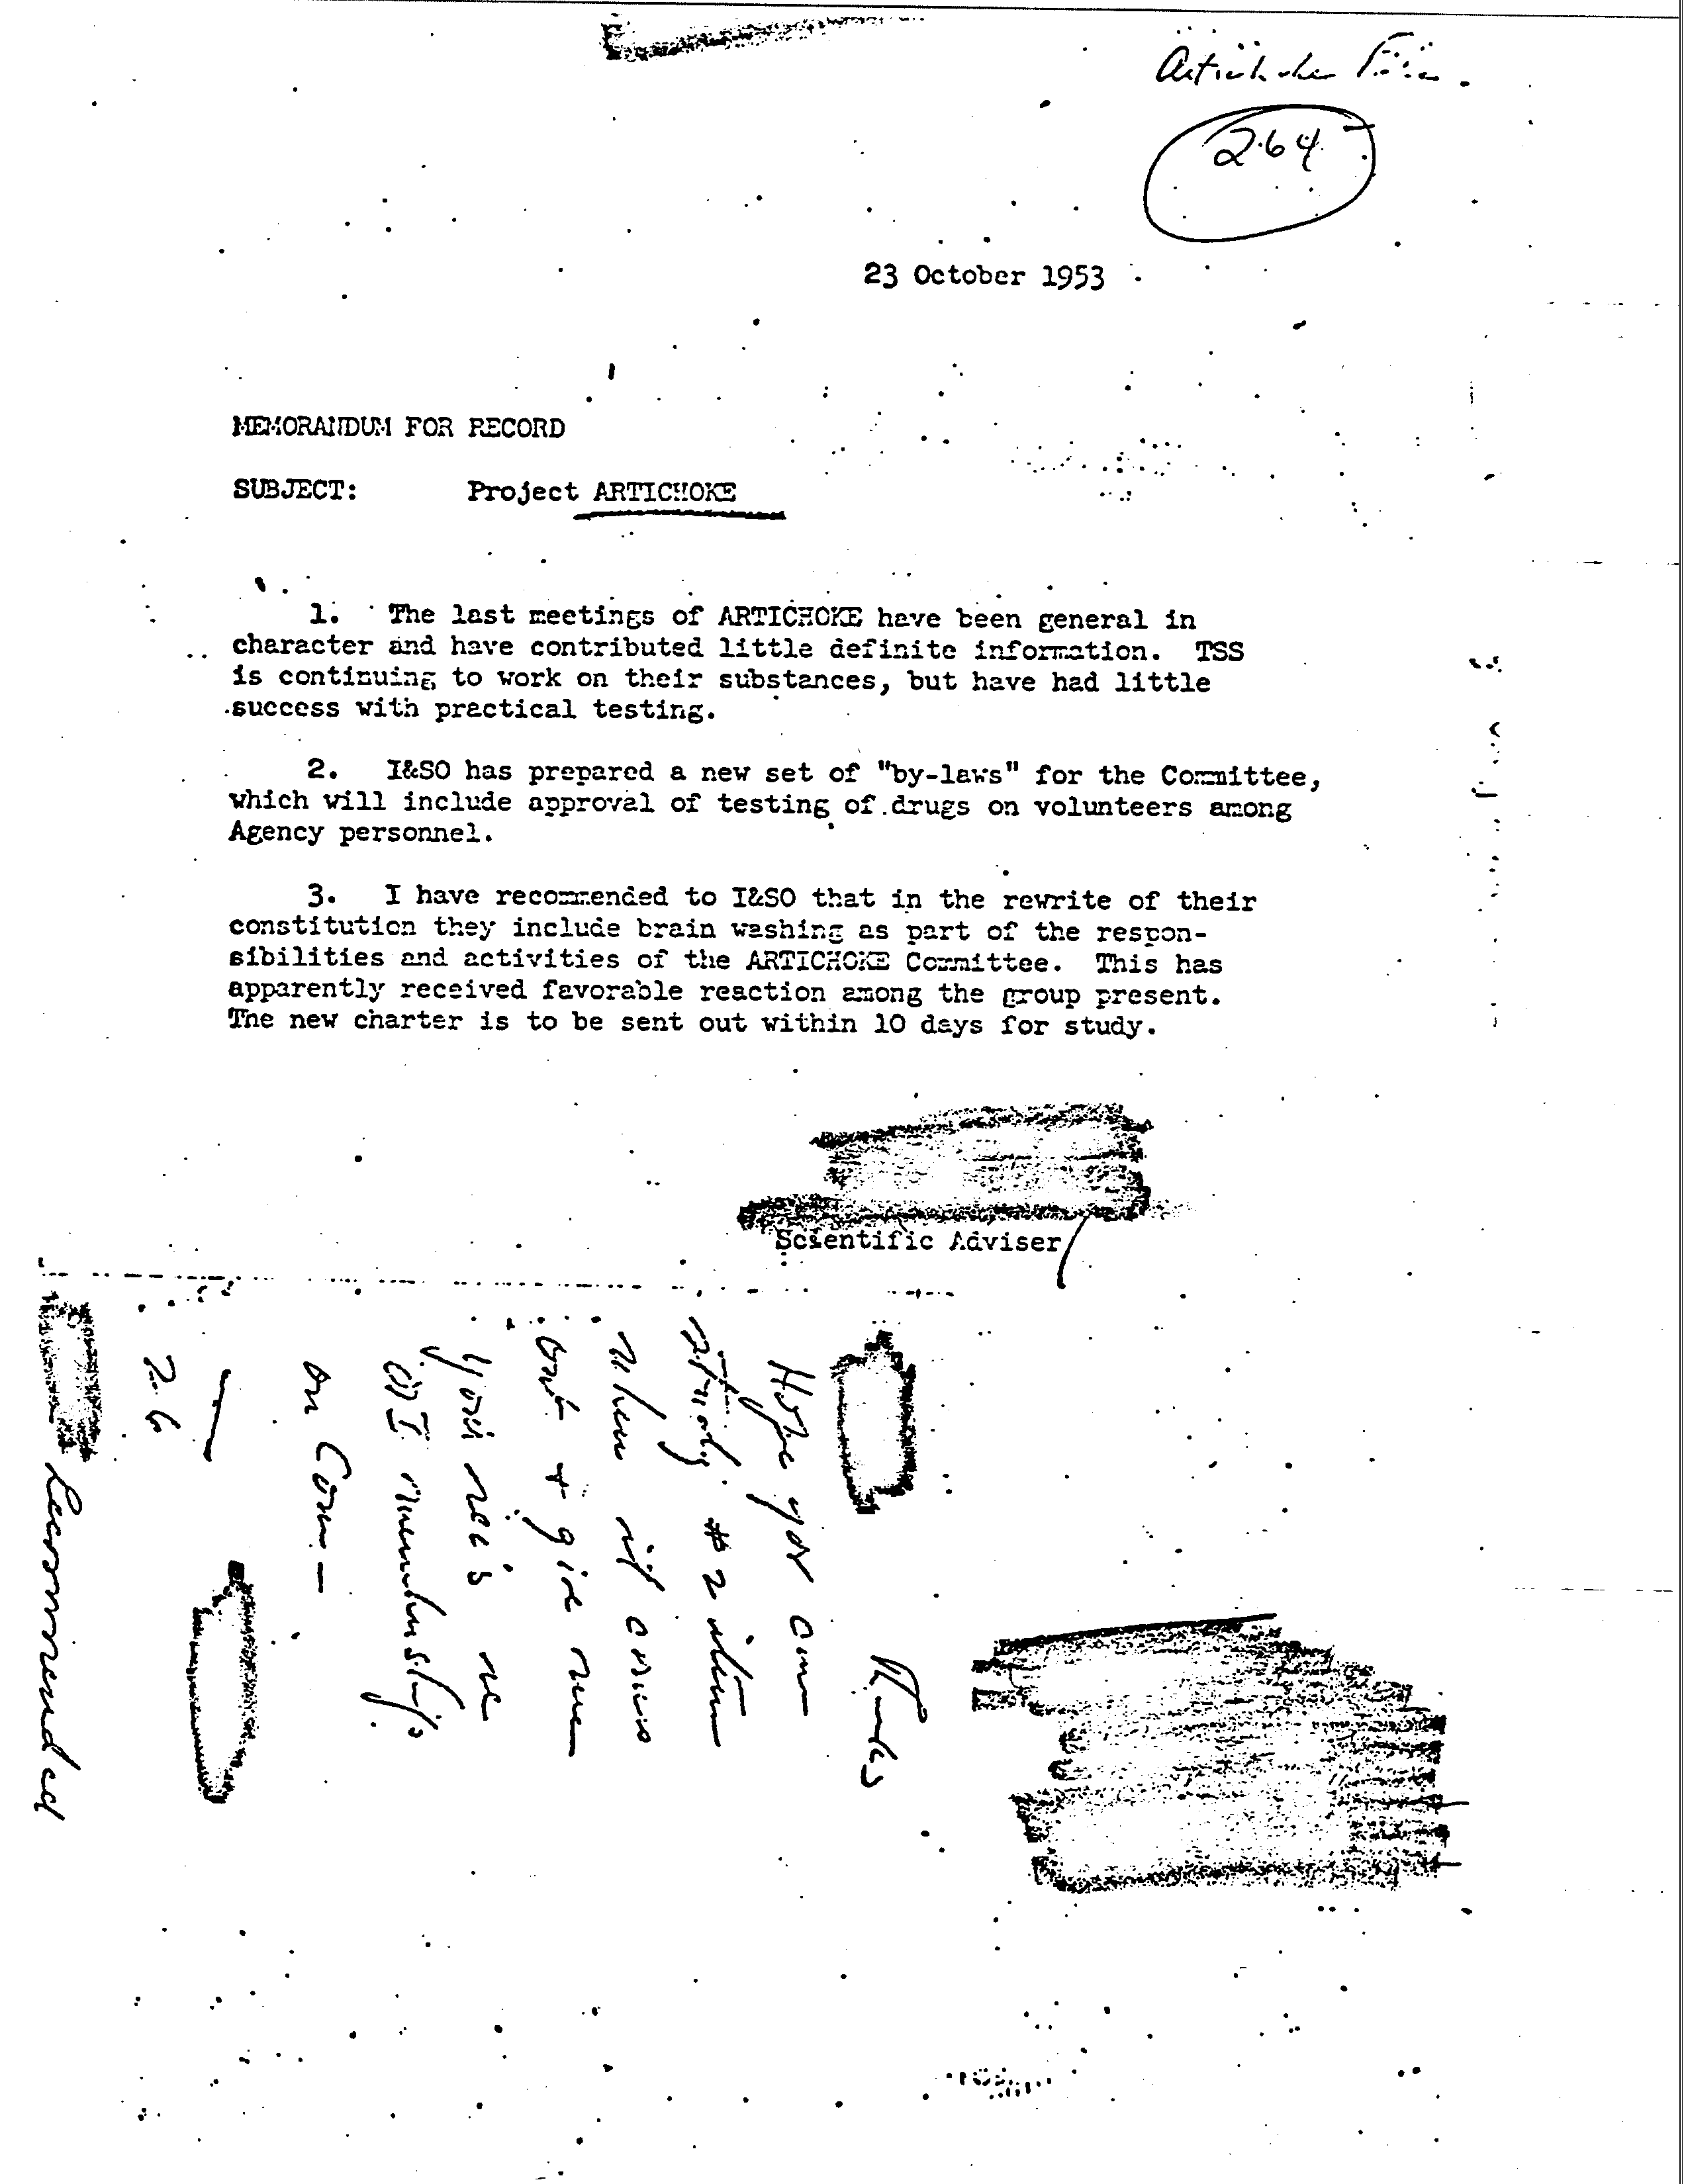 Artichoke File.
264
23 October 1953
MEMORANDUM FOR RECORD
SUBJECT: Project ARTICHOKE
1. The last meetings of ARTICHOKE have been general in
character and have contributed little definite information. TSS
is continuing to work on their substances, but have had little
success with practical testing.
2. I&SO has prepared a new set of "by-laws" for the Committee,
which will include approval of testing of drugs on volunteers among
Agency personnel.
3. I have recommended to I&SO that in the rewrite of their
constitution they include brain washing as part of the respon-
sibilities and activities of the ARTICHOKE Committee. This has
apparently received favorable reaction among the group present.
The new charter is to be sent out within 10 days for study.
Scientific Adviser
Hope you can
study #2 item
when it comes
out & give me
your rec's re
OSI membership
on Com—
Thanks
26
Recommended